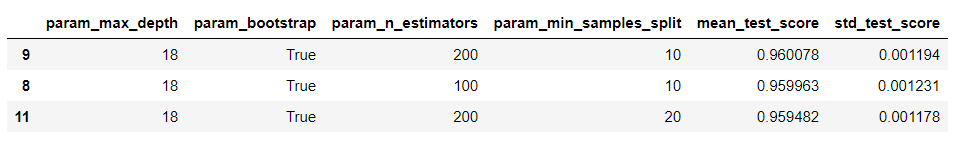 param_max_depth param_bootstrap param_n_estimators param_min_samples_split mean_test_score std_test_score
9 18 True 200 10 0.960078 0.001194
8 18 True 100 10 0.959963 0.001231
11 18 True 200 20 0.959482 0.001178